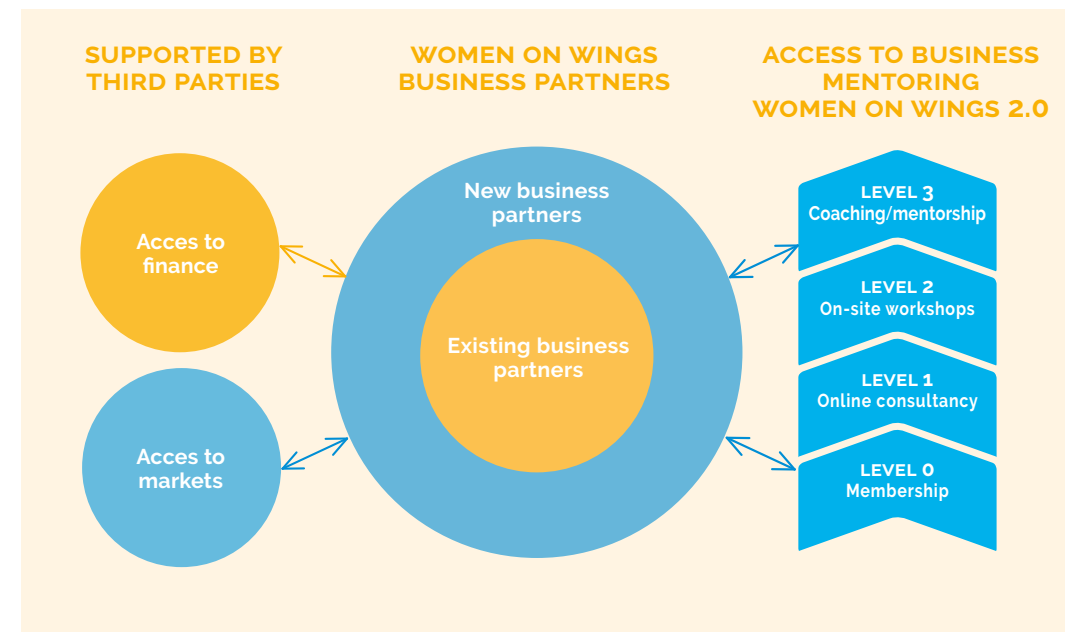 SUPPORTED BY
THIRD PARTIES
WOMEN ON WINGS
BUSINESS PARTNERS
ACCESS TO BUSINESS
MENTORING
WOMEN ON WINGS 2.0
Acces to
finance
Acces to
markets
New business
partners
Existing business
partners
LEVEL 3
Coaching/mentorship
LEVEL 2
On-site workshops
LEVEL 1
Online consultancy
LEVEL 0
Membership